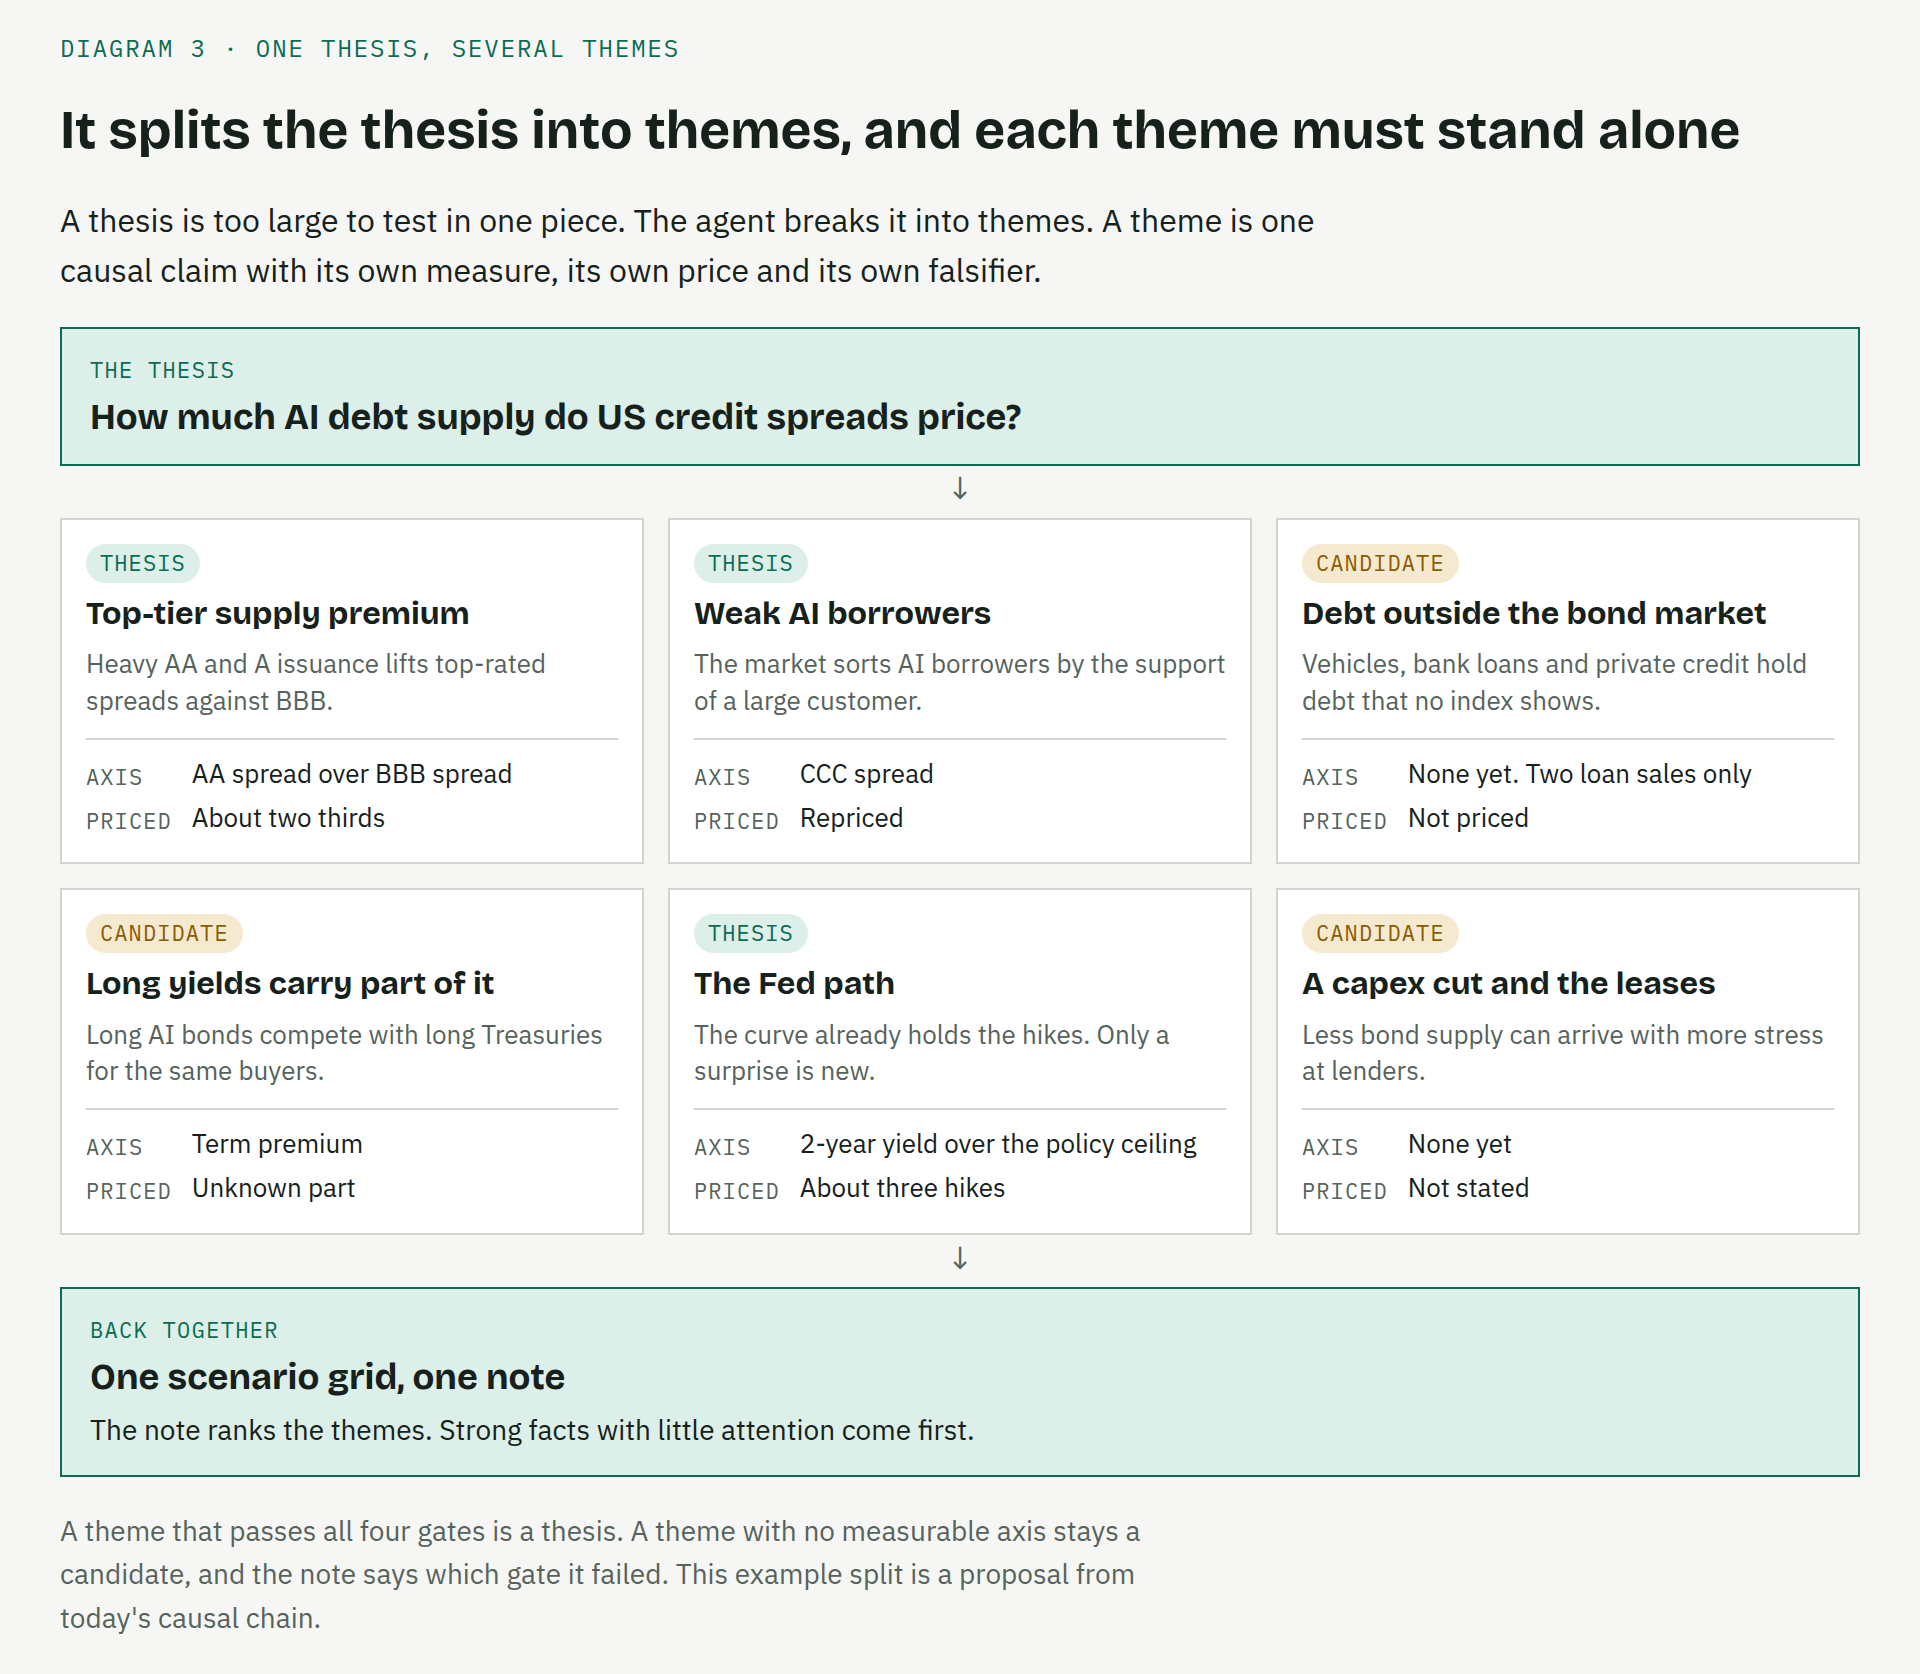 DIAGRAM 3 · ONE THESIS, SEVERAL THEMES
It splits the thesis into themes, and each theme must stand alone
A thesis is too large to test in one piece. The agent breaks it into themes. A theme is one
causal claim with its own measure, its own price and its own falsifier.
THE THESIS
How much AI debt supply do US credit spreads price?
↓
THESIS
Top-tier supply premium
Heavy AA and A issuance lifts top-rated
spreads against BBB.
AXIS AA spread over BBB spread
PRICED About two thirds
THESIS
Weak AI borrowers
The market sorts AI borrowers by the support
of a large customer.
AXIS CCC spread
PRICED Repriced
CANDIDATE
Debt outside the bond market
Vehicles, bank loans and private credit hold
debt that no index shows.
AXIS None yet. Two loan sales only
PRICED Not priced
CANDIDATE
Long yields carry part of it
Long AI bonds compete with long Treasuries
for the same buyers.
AXIS Term premium
PRICED Unknown part
THESIS
The Fed path
The curve already holds the hikes. Only a
surprise is new.
AXIS 2-year yield over the policy ceiling
PRICED About three hikes
CANDIDATE
A capex cut and the leases
Less bond supply can arrive with more stress
at lenders.
AXIS None yet
PRICED Not stated
↓
BACK TOGETHER
One scenario grid, one note
The note ranks the themes. Strong facts with little attention come first.
A theme that passes all four gates is a thesis. A theme with no measurable axis stays a
candidate, and the note says which gate it failed. This example split is a proposal from
today's causal chain.